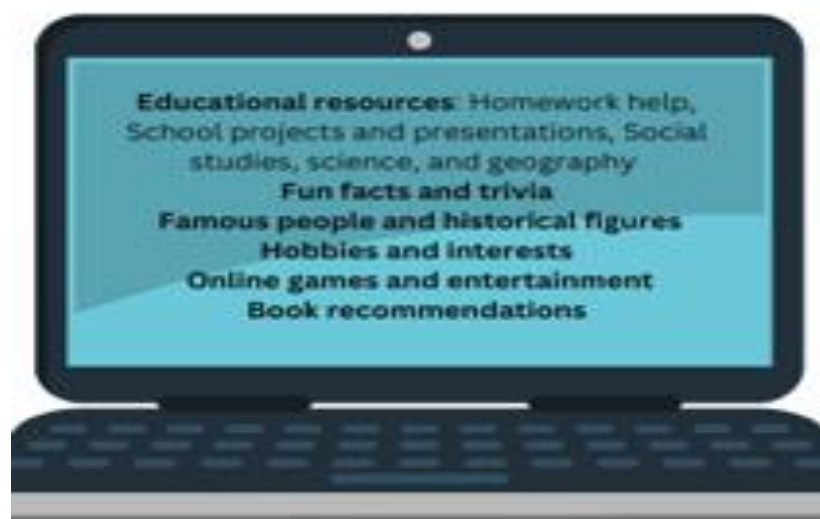 Educational resources: Homework help,
School projects and presentations, Social
studies, science, and geography
Fun facts and trivia
Famous people and historical figures
Hobbies and interests
Online games and entertainment
Book recommendations